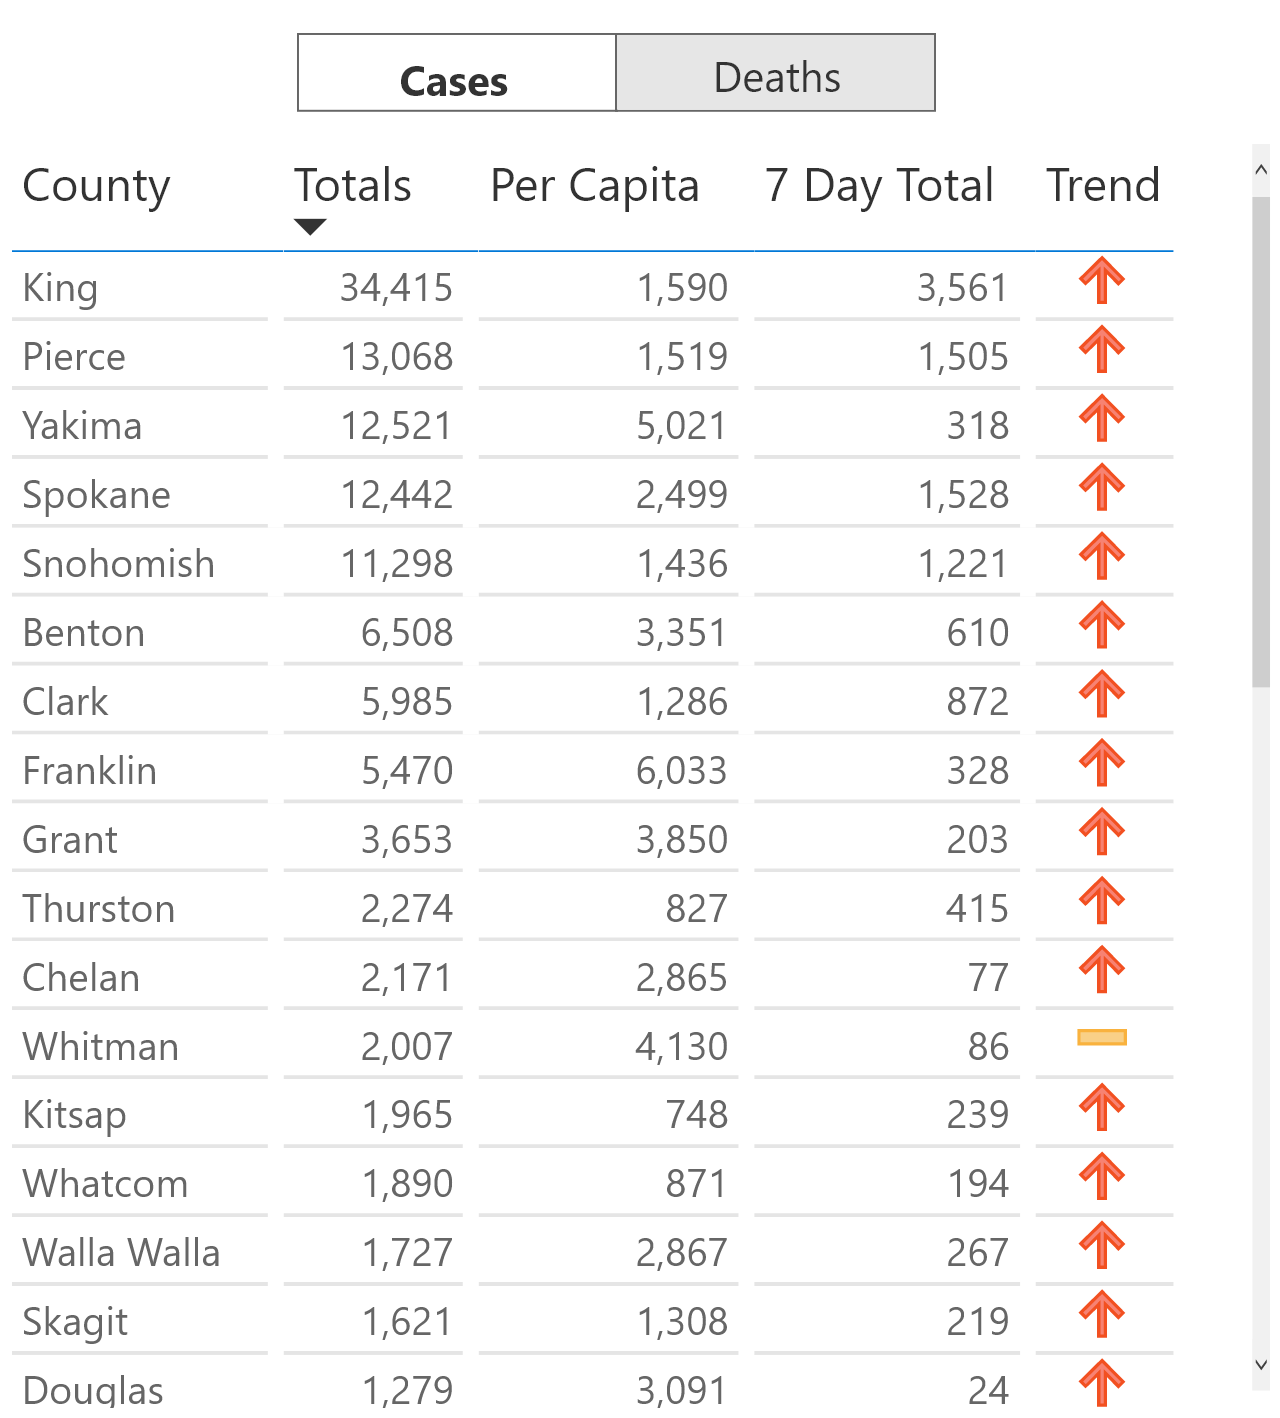 Cases Deaths
County Totals Per Capita 7 Day Total Trend
King 34,415 1,590 3,561
Pierce 13,068 1,519 1,505
Yakima 12,521 5,021 318
Spokane 12,442 2,499 1,528
Snohomish 11,298 1,436 1,221
Benton 6,508 3,351 610
Clark 5,985 1,286 872
Franklin 5,470 6,033 328
Grant 3,653 3,850 203
Thurston 2,274 827 415
Chelan 2,171 2,865 77
Whitman 2,007 4,130 86
Kitsap 1,965 748 239
Whatcom 1,890 871 194
Walla Walla 1,727 2,867 267
Skagit 1,621 1,308 219
Douglas 1,279 3,091 24